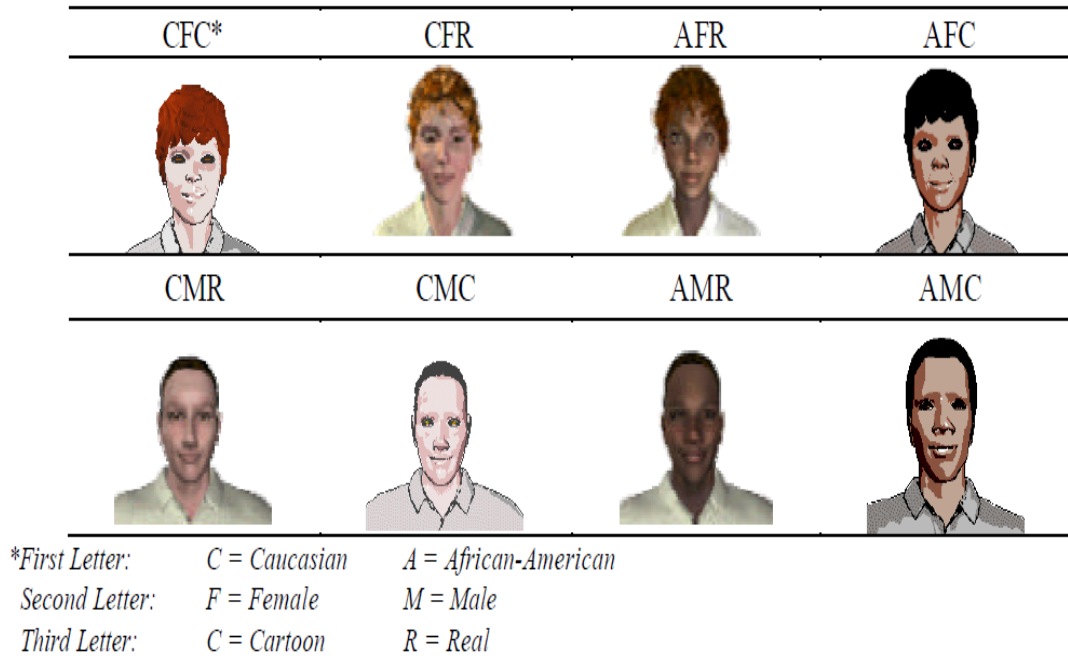 CFC* CFR AFR AFC
CMR CMC AMR AMC
*First Letter: C = Caucasian A = African-American
Second Letter: F = Female M = Male
Third Letter: C = Cartoon R = Real